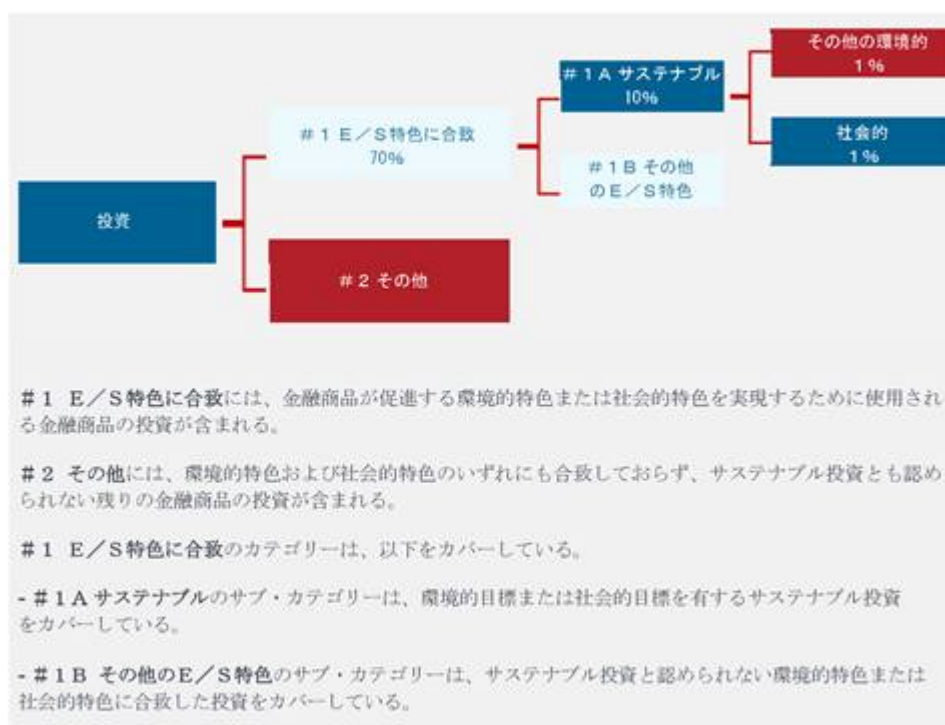 その他の環境的
1%
#1A サステナブル
10%
#1 E/S特色に合致
70%
社会的
1%
#1B その他
のE/S特色
投資
#2 その他
#1 E/S特色に合致には、金融商品が促進する環境的特色または社会的特色を実現するために使用され
る金融商品の投資が含まれる。
#2 その他には、環境的特色および社会的特色のいずれにも合致しておらず、サステナブル投資とも認め
られない残りの金融商品の投資が含まれる。
#1 E/S特色に合致のカテゴリーは、以下をカバーしている。
- #1A サステナブルのサブ・カテゴリーは、環境的目標または社会的目標を有するサステナブル投資
をカバーしている。
- #1B その他のE/S特色のサブ・カテゴリーは、サステナブル投資と認められない環境的特色または
社会的特色に合致した投資をカバーしている。